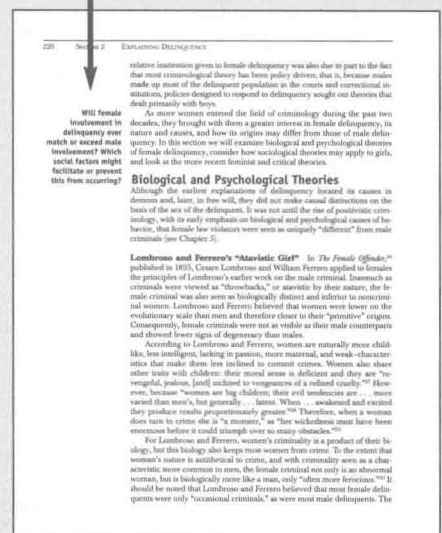 220 Section 2 EXPLAINING DELINQUENCY
relative inattention given to female delinquency was also due in part to the fact
that most criminological theory has been policy driven, that is, because males
made up most of the delinquent population in the courts and correctional in-
stitutions, policies designed to respond to delinquency sought out theories that
dealt primarily with boys.
As more women entered the field of criminology during the past two
decades, they brought with them a greater interest in female delinquency, its
nature and causes, and how its origins may differ from those of male delin-
quency. In this section we will examine biological and psychological theories
of female delinquency, consider how sociological theories may apply to girls,
and look at the more recent feminist and critical theories.
Will female
involvement in
delinquency ever
match or exceed male
involvement? Which
social factors might
facilitate or prevent
this from occurring?
Biological and Psychological Theories
Although the earliest explanations of delinquency located its causes in
demons and, later, in free will, they did not make causal distinctions on the
basis of the sex of the delinquents. It was not until the rise of positivistic crim-
inology, with its early emphasis on biological and psychological causes of be-
havior, that female law violators were seen as uniquely "different" from male
criminals (see Chapter 5).
Lombroso and Ferrero's "Atavistic Girl" In The Female Offender,26
published in 1895, Cesare Lombroso and William Ferrero applied to females
the principles of Lombroso's earlier work on the male criminal. Inasmuch as
criminals were viewed as "throwbacks," or atavistic by their nature, the fe-
male criminal was also seen as biologically distinct and inferior to noncrimi-
nal women. Lombroso and Ferrero believed that women were lower on the
evolutionary scale than men and therefore closer to their "primitive" origins.
Consequently, female criminals were not as visible as their male counterparts
and showed fewer signs of degeneracy than males.
According to Lombroso and Ferrero, women are naturally more child-
like, less intelligent, lacking in passion, more maternal, and weak-character-
istics that make them less inclined to commit crimes. Women also share
other traits with children: their moral sense is deficient and they are "re-
vengeful, jealous, [and] inclined to vengeances of a refined cruelty."27 How-
ever, because "women are big children; their evil tendencies are . . . more
varied than men's, but generally . . . latent. When . . . awakened and excited
they produce results proportionately greater."28 Therefore, when a woman
does turn to crime she is "a monster," as "her wickedness must have been
enormous before it could triumph over so many obstacles."29
For Lombroso and Ferrero, women's criminality is a product of their bi-
ology, but this biology also keeps most women from crime. To the extent that
woman's nature is antithetical to crime, and with criminality seen as a char-
acteristic more common to men, the female criminal not only is an abnormal
woman, but is biologically more like a man, only "often more ferocious."30 It
should be noted that Lombroso and Ferrero believed that most female delin-
quents were only "occasional criminals," as were most male delinquents. The